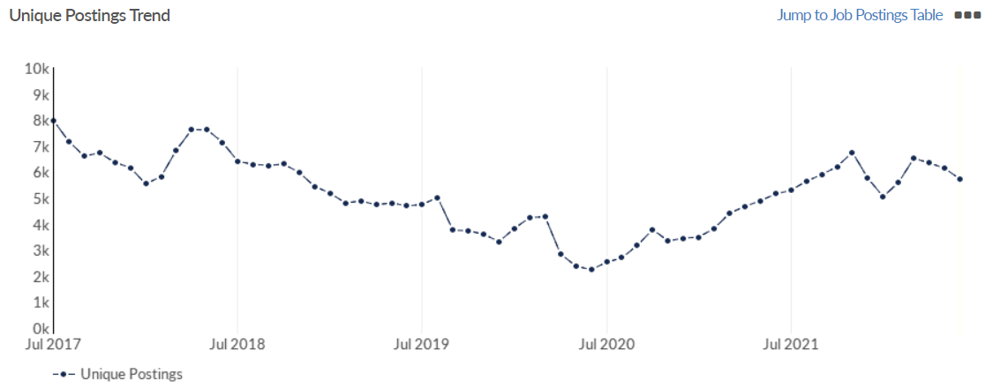 Unique Postings Trend
Jump to Job Postings Table
10k
9k
8k
7k
6k
5k
4k
3k
2k
1k
0k
Jul 2017 Jul 2018 Jul 2019 Jul 2020 Jul 2021
Unique Postings